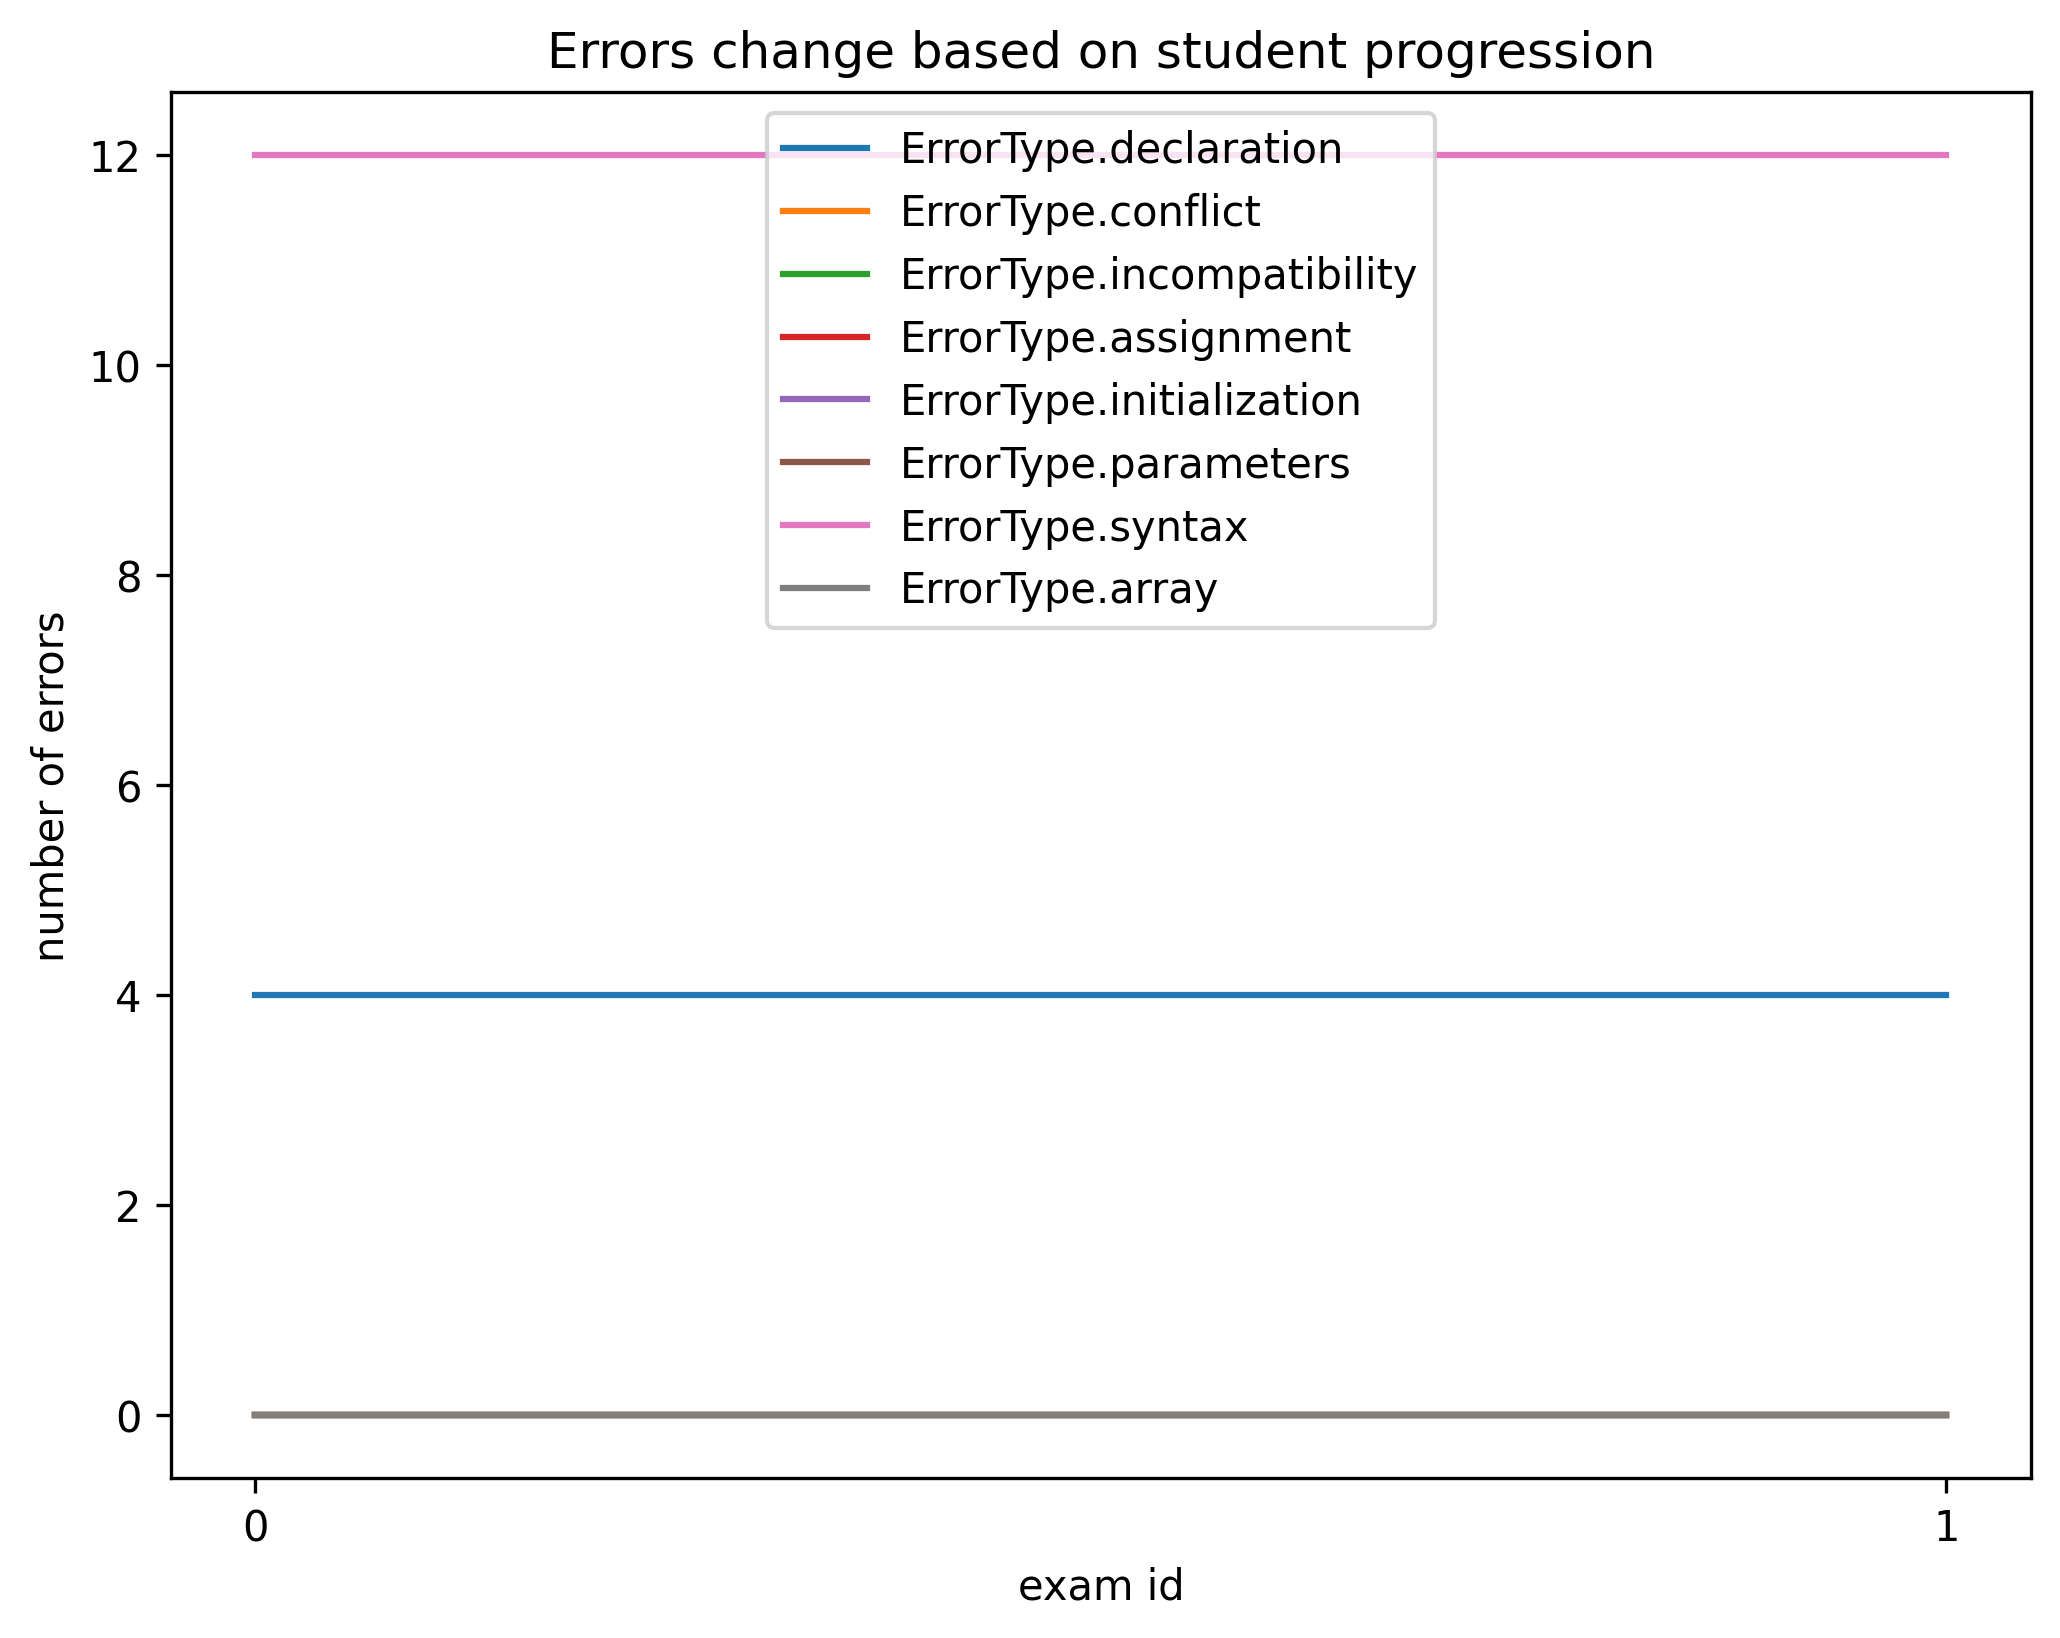 Errors change based on student progression
12
10
8
6
4
2
0
number of errors
ErrorType.declaration
ErrorType.conflict
ErrorType.incompatibility
ErrorType.assignment
ErrorType.initialization
ErrorType.parameters
ErrorType.syntax
ErrorType.array
0 1
exam id